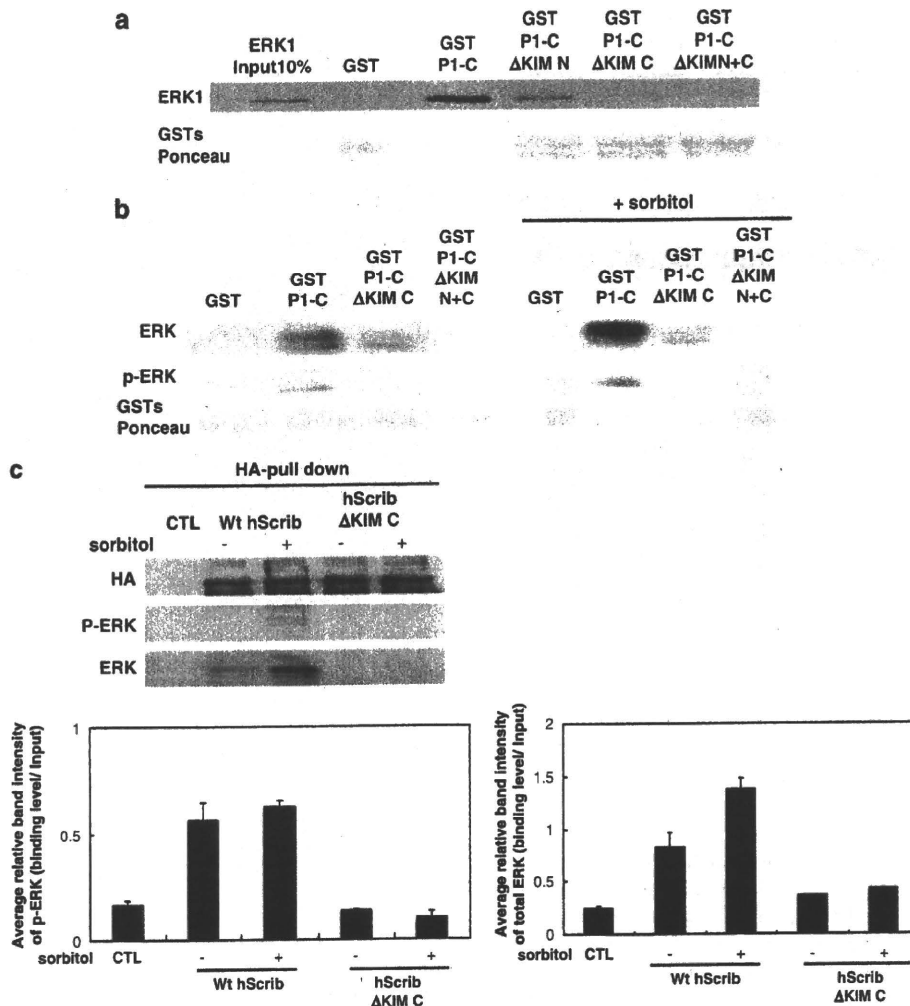 a
ERK1 Input10%
GST
GST P1-C
GST P1-C ΔKIM N
GST P1-C ΔKIM C
GST P1-C ΔKIMN+C
ERK1
GSTs Ponceau
b
+ sorbitol
GST
GST P1-C
GST P1-C ΔKIM C
GST P1-C ΔKIM N+C
GST
GST P1-C
GST P1-C ΔKIM C
GST P1-C ΔKIM N+C
ERK
p-ERK
GSTs Ponceau
c
HA-pull down
CTL Wt hScrib hScrib ΔKIM C
sorbitol - + - +
HA
P-ERK
ERK
Average relative band intensity of p-ERK (binding level/ Input)
1
0.5
0
sorbitol CTL - + - +
Wt hScrib hScrib ΔKIM C
Average relative band intensity of total ERK (binding level/ Input)
2
1.5
1
0.5
0
sorbitol CTL - + - +
Wt hScrib hScrib ΔKIM C